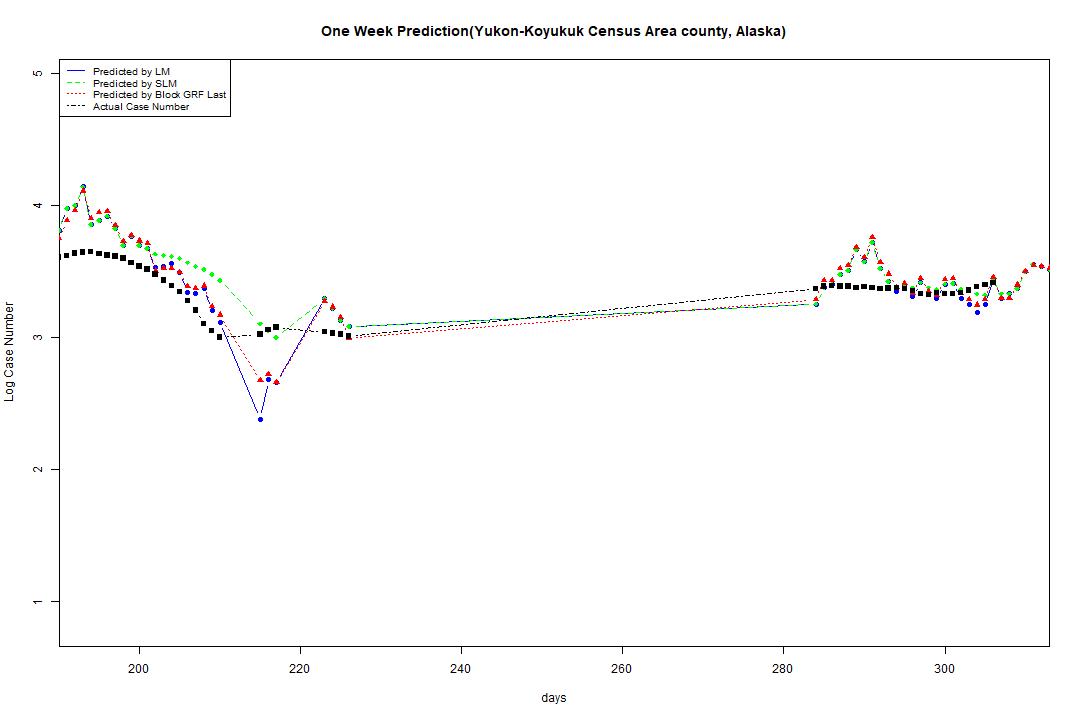 One Week Prediction(Yukon-Koyukuk Census Area county, Alaska)
Predicted by LM
Predicted by SLM
Predicted by Block GRF Last
Actual Case Number
5
4
3
2
1
Log Case Number
200 220 240 260 280 300
days